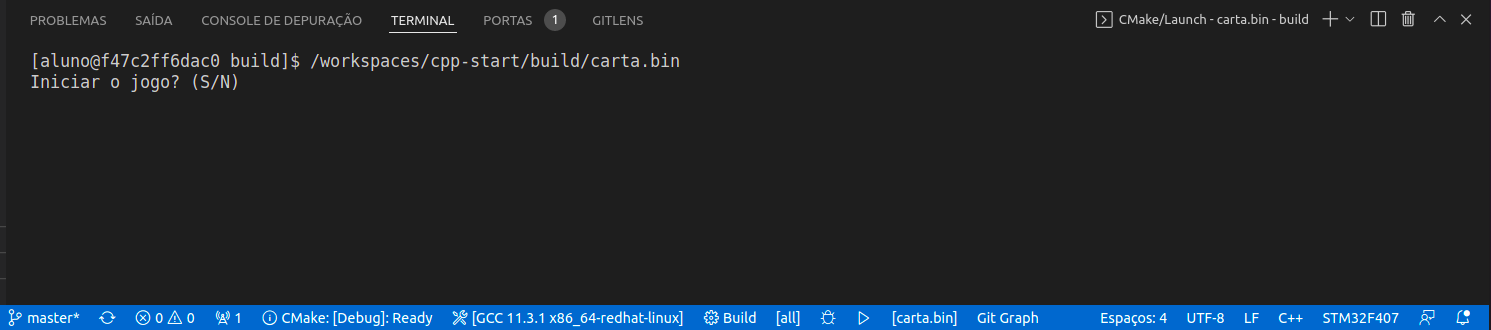 PROBLEMAS SAÍDA CONSOLE DE DEPURAÇÃO TERMINAL PORTAS 1 GITLENS CMake/Launch - carta.bin - build
[aluno@f47c2ff6dac0 build]$ /workspaces/cpp-start/build/carta.bin
Iniciar o jogo? (S/N)
master* 0 0 1 CMake: [Debug]: Ready [GCC 11.3.1 x86_64-redhat-linux] Build [all] [carta.bin] Git Graph Espaços: 4 UTF-8 LF C++ STM32F407